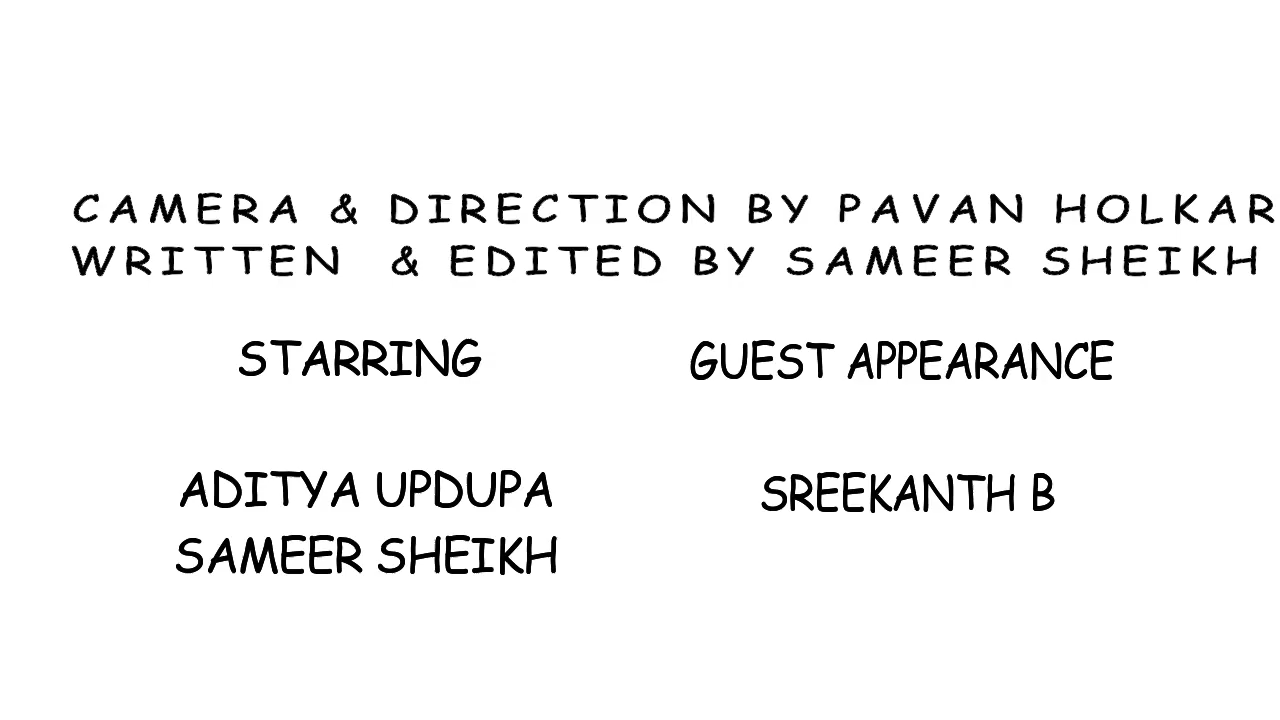 CAMERA & DIRECTION BY PAVAN HOLKAR
WRITTEN & EDITED BY SAMEER SHEIKH
STARRING
ADITYA UPDUPA
SAMEER SHEIKH
GUEST APPEARANCE
SREEKANTH B